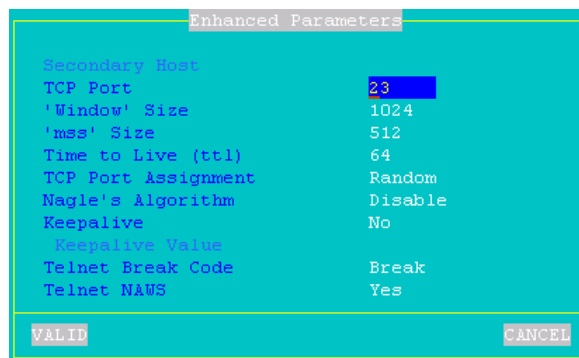 Enhanced Parameters
Secondary Host
TCP Port 23
'Window' Size 1024
'mss' Size 512
Time to Live (ttl) 64
TCP Port Assignment Random
Nagle's Algorithm Disable
Keepalive No
Keepalive Value
Telnet Break Code Break
Telnet NAWS Yes
VALID CANCEL